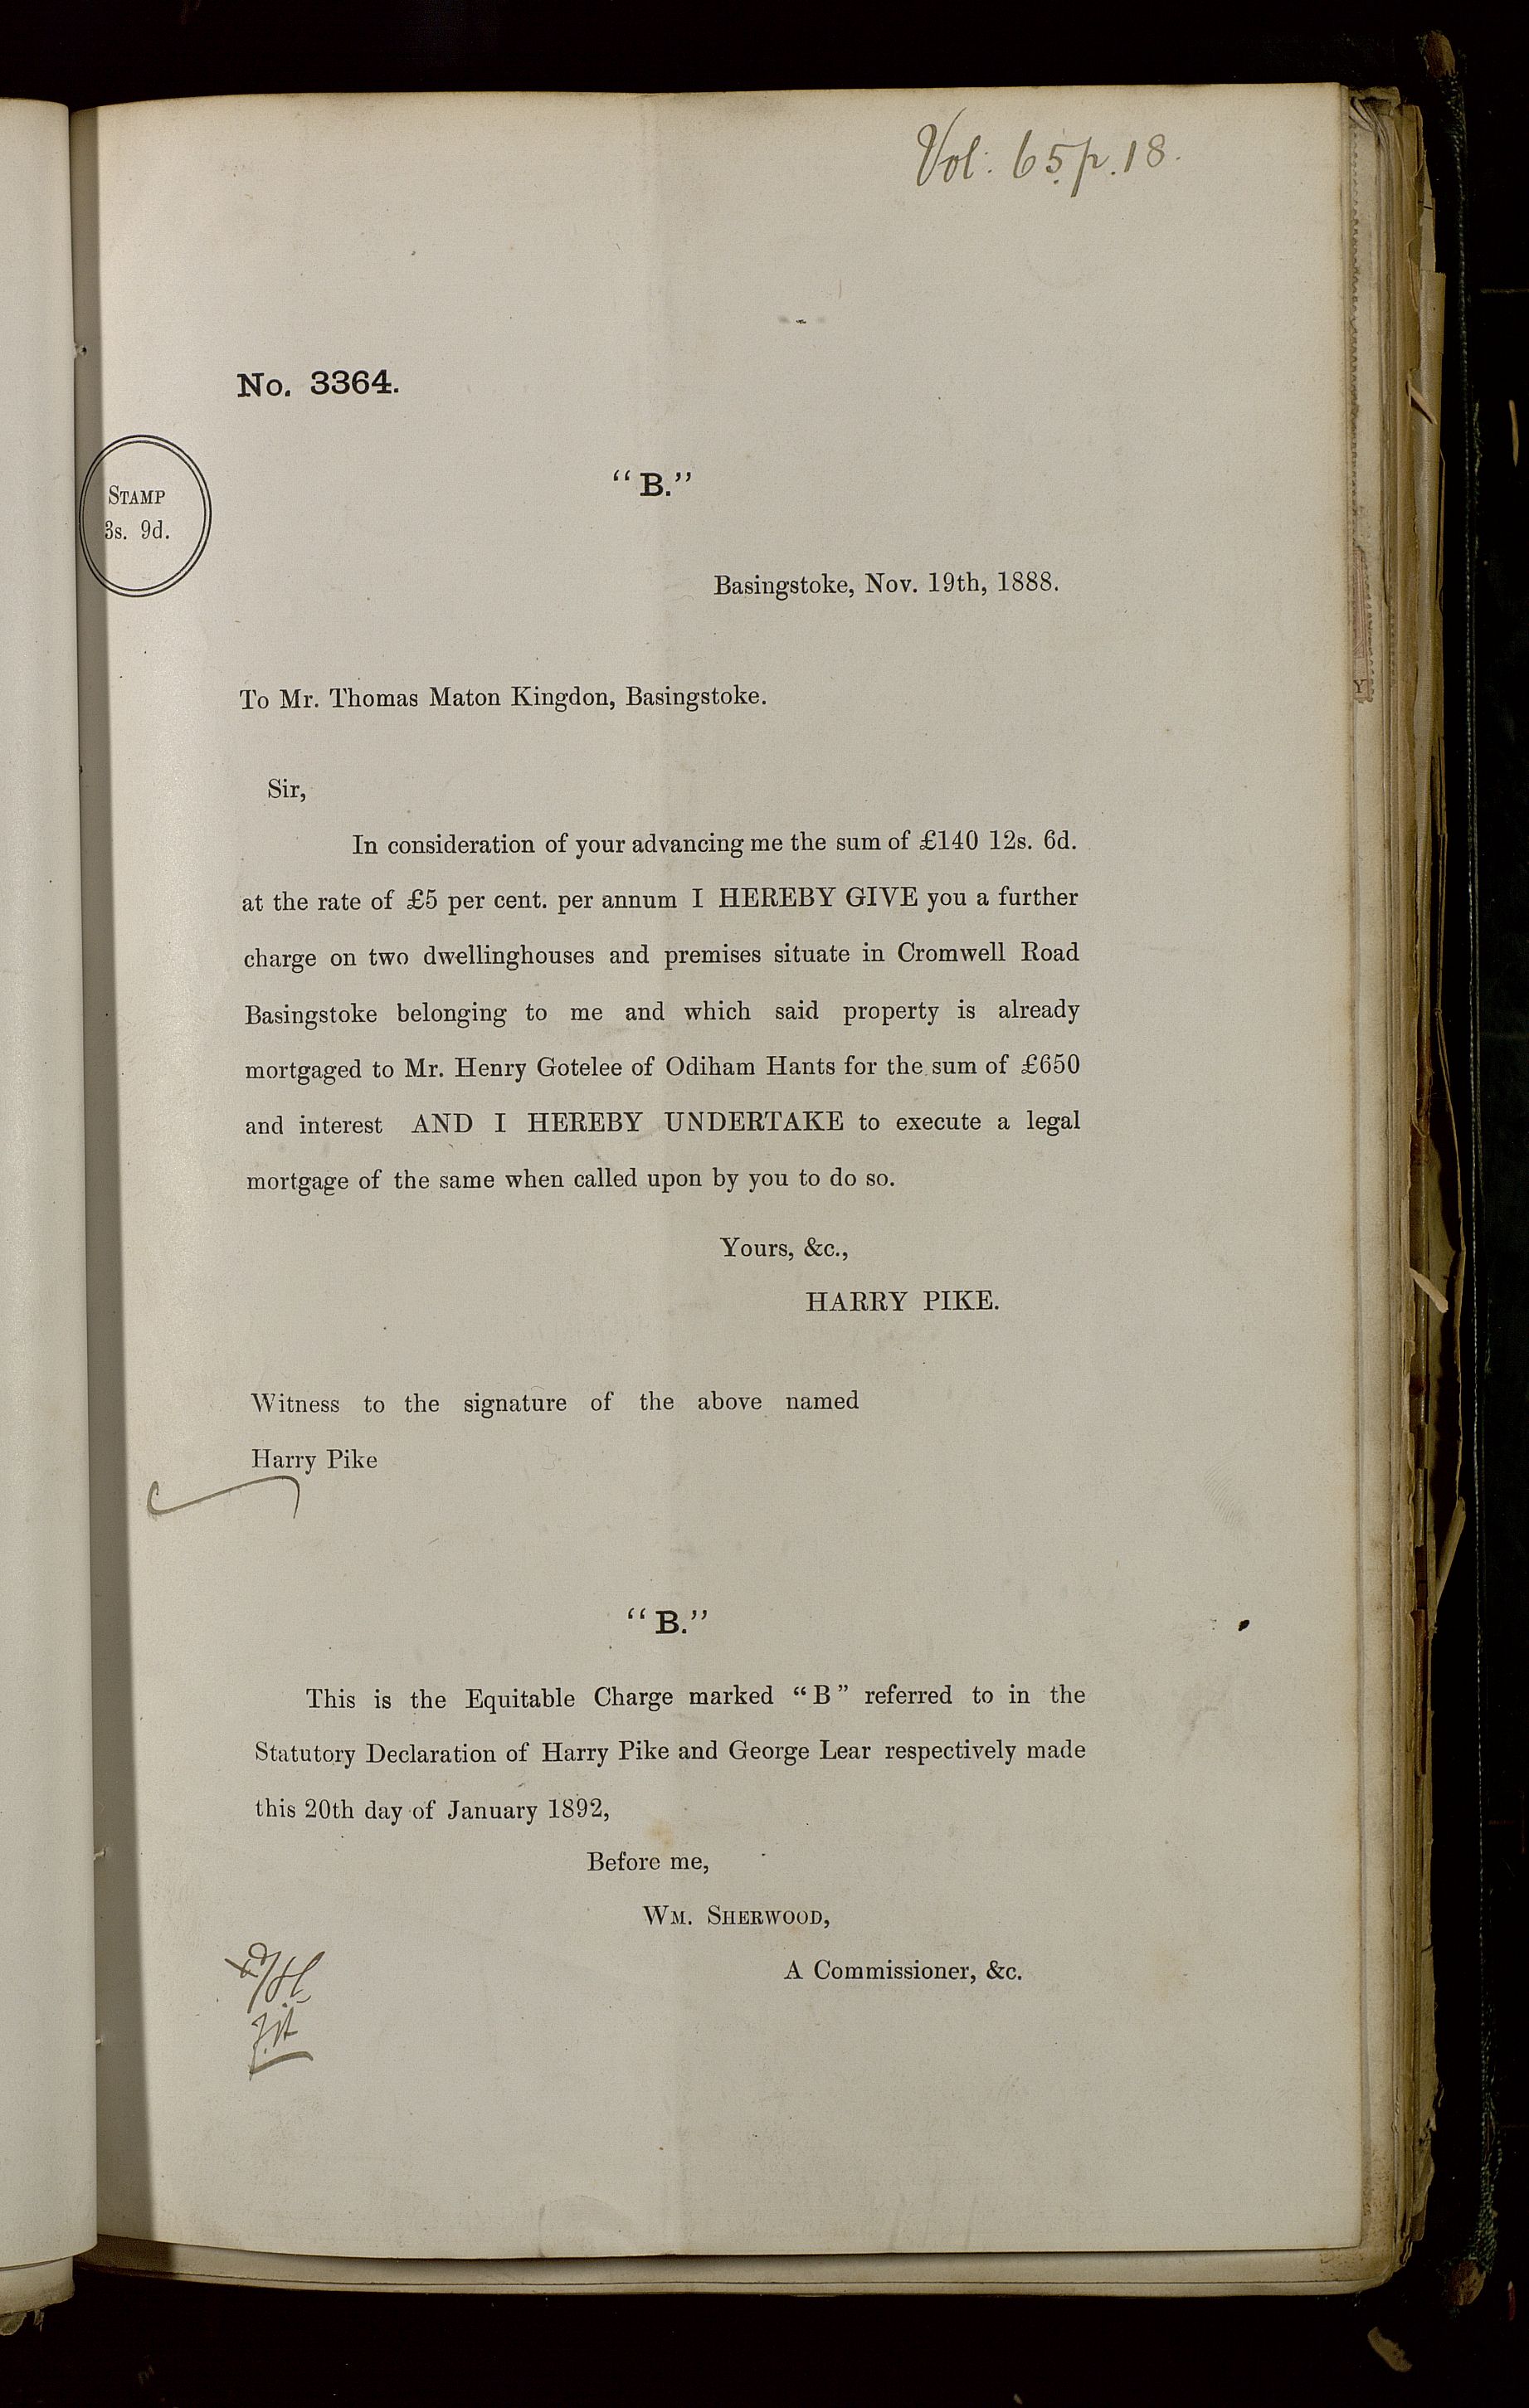 Vol: 65. p. 18.
No. 3364.
STAMP
3s. 9d.
“B.”
Basingstoke, Nov. 19th, 1888.
To Mr. Thomas Maton Kingdon, Basingstoke.
Sir,
In consideration of your advancing me the sum of £140 12s. 6d.
at the rate of £5 per cent. per annum I HEREBY GIVE you a further
charge on two dwellinghouses and premises situate in Cromwell Road
Basingstoke belonging to me and which said property is already
mortgaged to Mr. Henry Gotelee of Odiham Hants for the sum of £650
and interest AND I HEREBY UNDERTAKE to execute a legal
mortgage of the same when called upon by you to do so.
Yours, &c.,
HARRY PIKE.
Witness to the signature of the above named
Harry Pike
“B.”
This is the Equitable Charge marked “B” referred to in the
Statutory Declaration of Harry Pike and George Lear respectively made
this 20th day of January 1892,
Before me,
WM. SHERWOOD,
A Commissioner, &c.